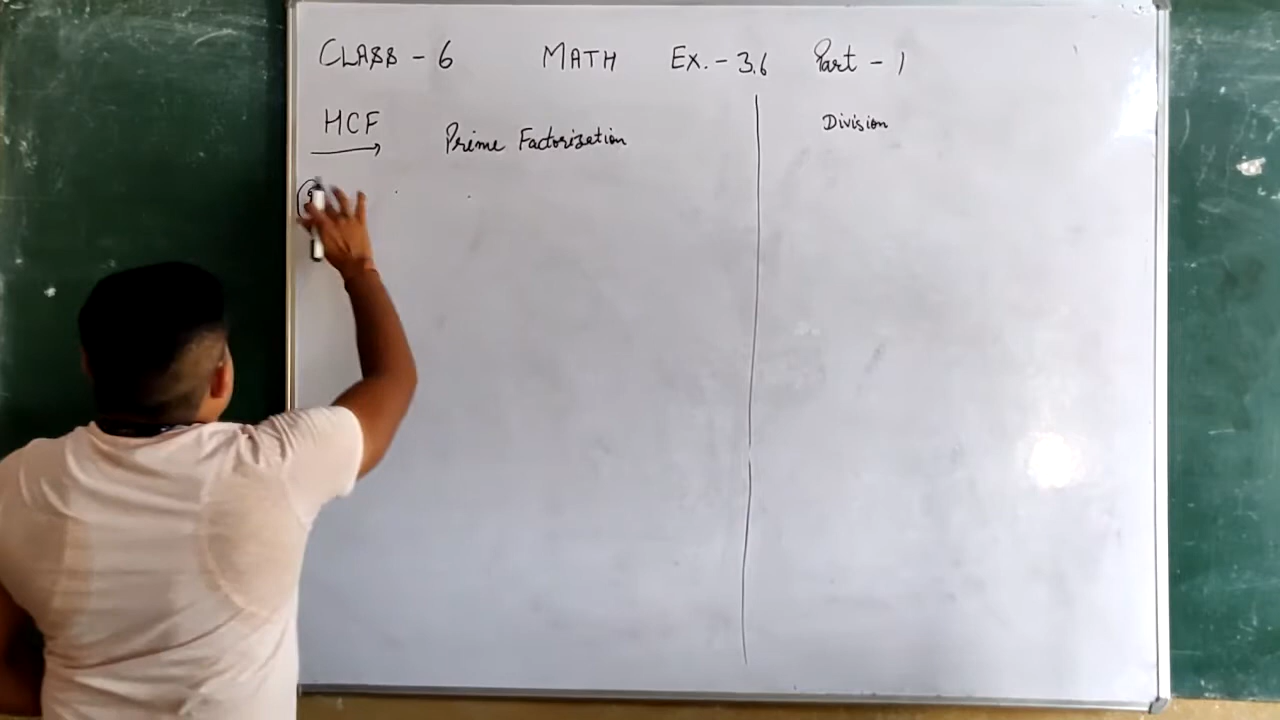 CLASS - 6 MATH Ex. - 3.6 Part - 1
HCF Prime Factorization
Division